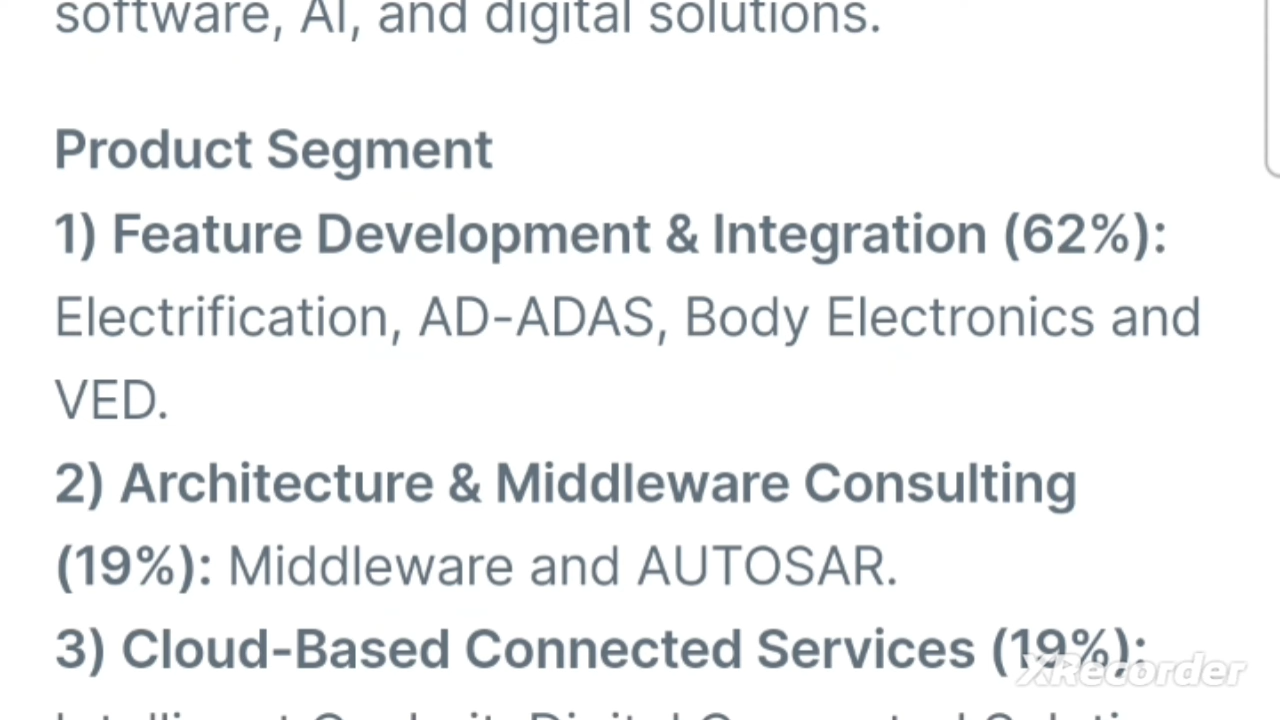 software, AI, and digital solutions.
Product Segment
1) Feature Development & Integration (62%):
Electrification, AD-ADAS, Body Electronics and
VED.
2) Architecture & Middleware Consulting
(19%): Middleware and AUTOSAR.
3) Cloud-Based Connected Services (19%):
XRecorder